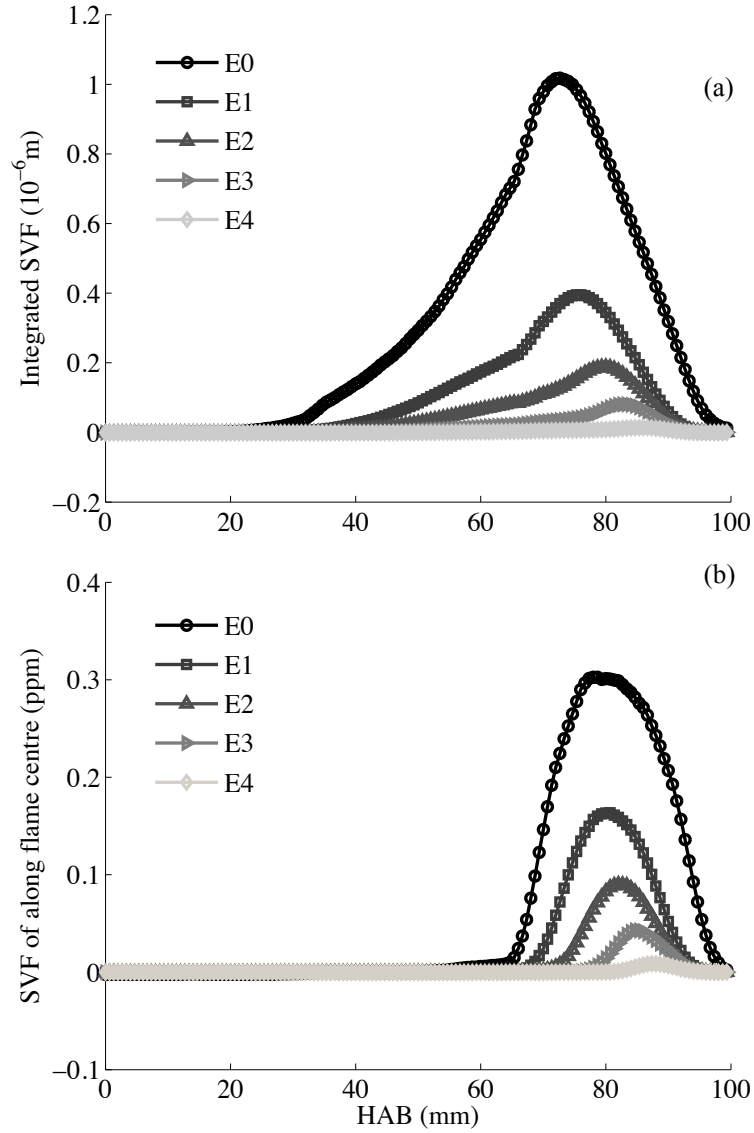 1.2
1
0.8
0.6
0.4
0.2
0
−0.2
Integrated SVF (10⁻⁶m)
E0
E1
E2
E3
E4
(a)
0
20
40
60
80
100
(b)
0.4
0.3
0.2
0.1
0
−0.1
SVF of along flame centre (ppm)
E0
E1
E2
E3
E4
0
20
40
60
80
100
HAB (mm)